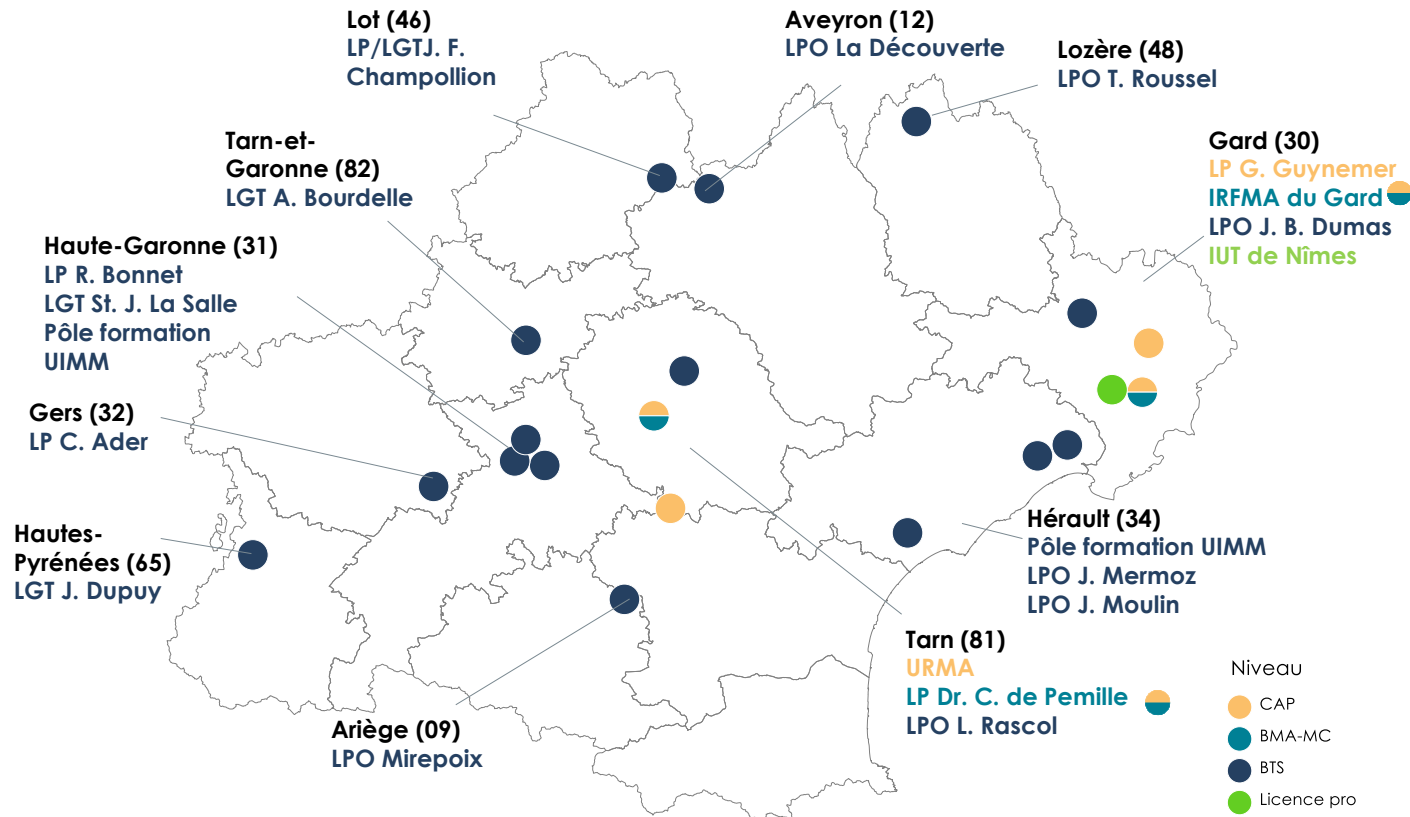 Lot (46)
LP/LGTJ. F.
Champollion
Aveyron (12)
LPO La Découverte
Lozère (48)
LPO T. Roussel
Tarn-et-
Garonne (82)
LGT A. Bourdelle
Gard (30)
LP G. Guynemer
IRFMA du Gard
LPO J. B. Dumas
IUT de Nîmes
Haute-Garonne (31)
LP R. Bonnet
LGT St. J. La Salle
Pôle formation
UIMM
Gers (32)
LP C. Ader
Hautes-
Pyrénées (65)
LGT J. Dupuy
Hérault (34)
Pôle formation UIMM
LPO J. Mermoz
LPO J. Moulin
Tarn (81)
URMA
LP Dr. C. de Pemille
LPO L. Rascol
Ariège (09)
LPO Mirepoix
Niveau
CAP
BMA-MC
BTS
Licence pro